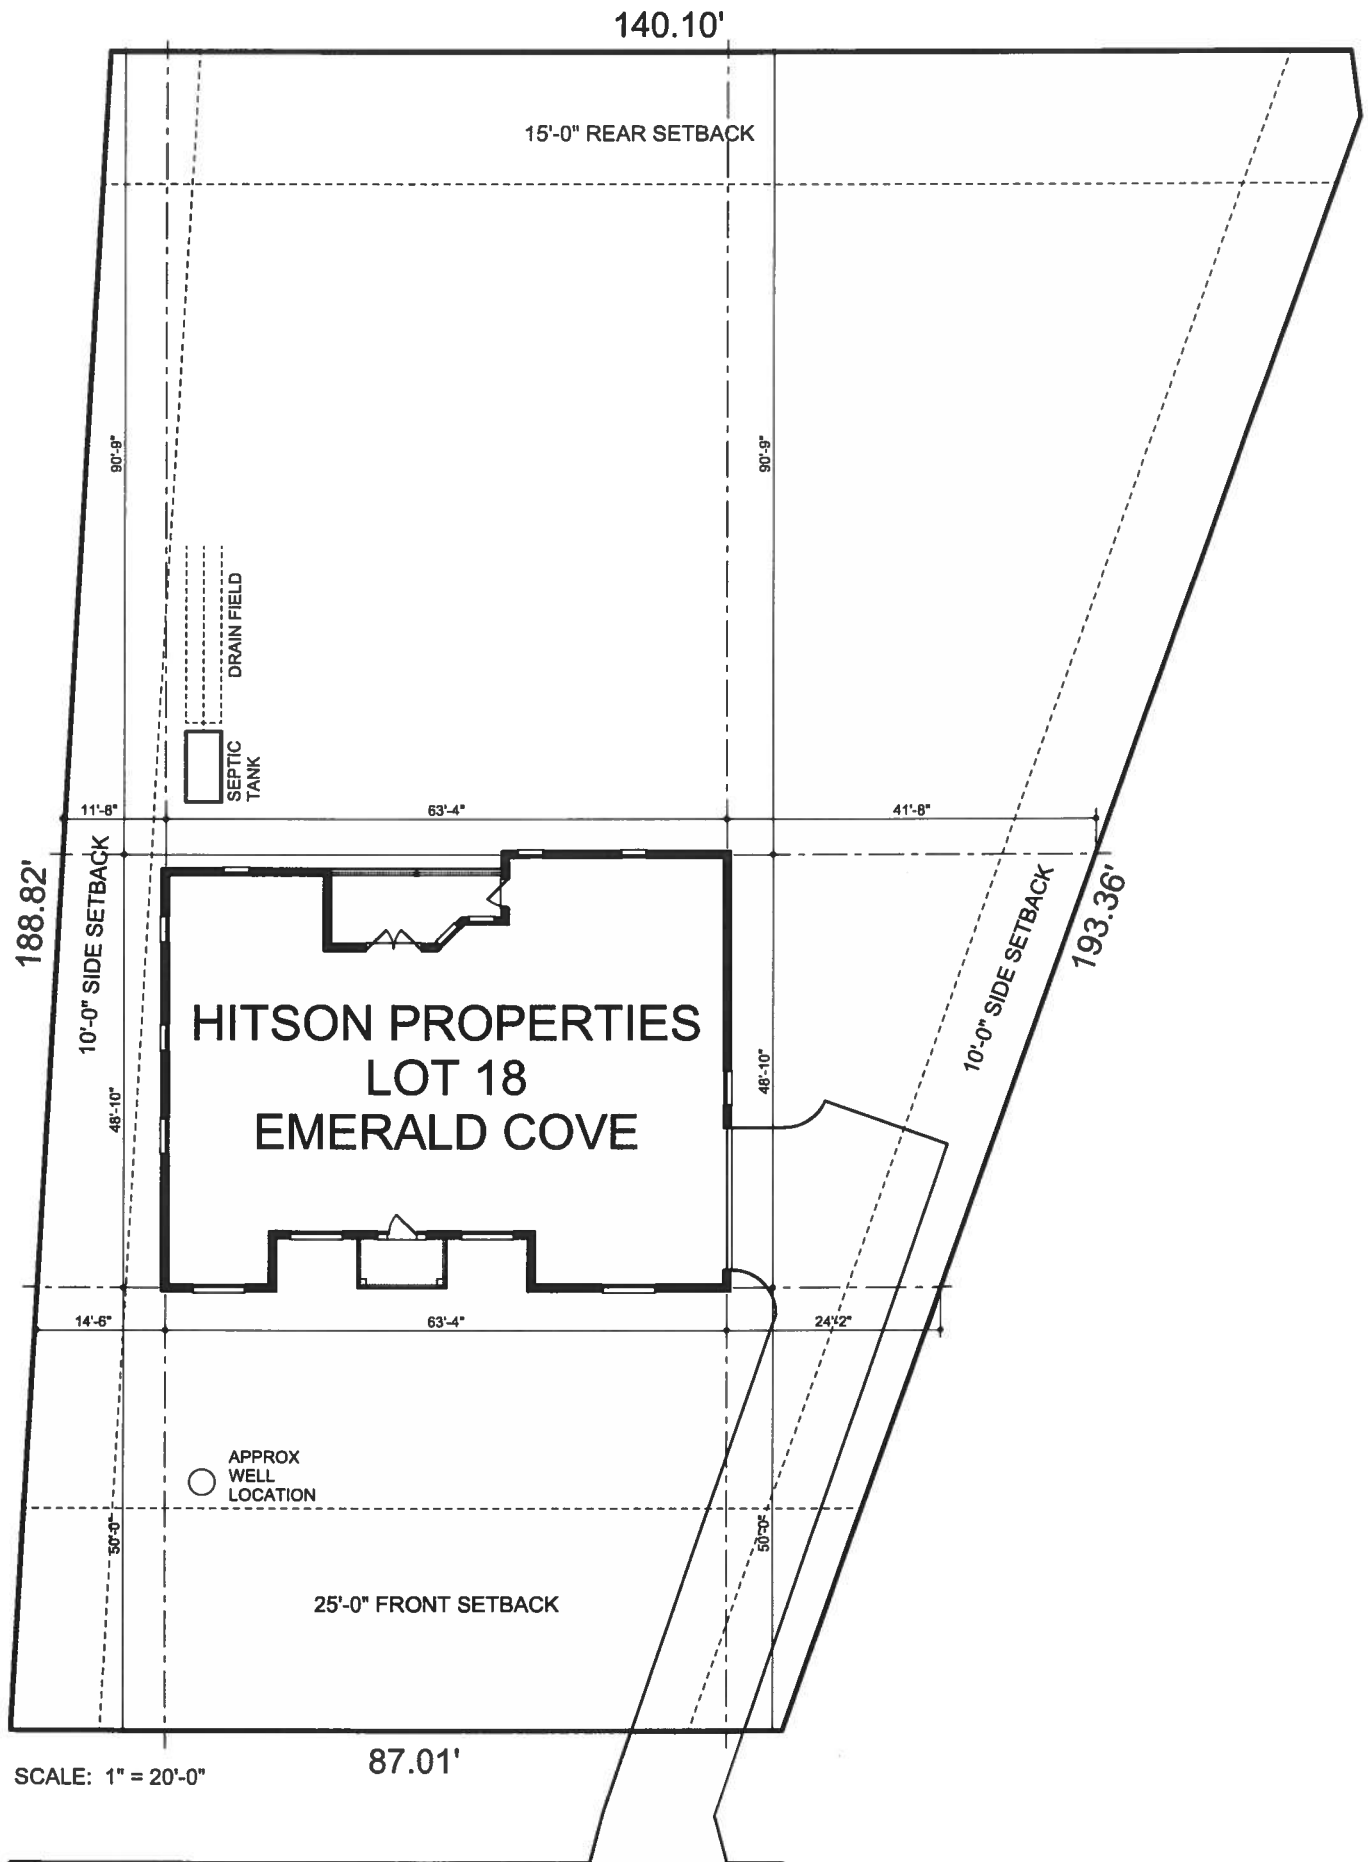 140.10'
15'-0" REAR SETBACK
90'-9"
90'-9"
DRAIN FIELD
SEPTIC
TANK
11'-8"
63'-4"
41'-8"
188.82'
10'-0" SIDE SETBACK
10'-0" SIDE SETBACK
193.36'
HITSON PROPERTIES
LOT 18
EMERALD COVE
48'-10"
48'-10"
14'-6"
63'-4"
24'-2"
APPROX
WELL
LOCATION
50'-0"
50'-0"
25'-0" FRONT SETBACK
87.01'
SCALE: 1" = 20'-0"